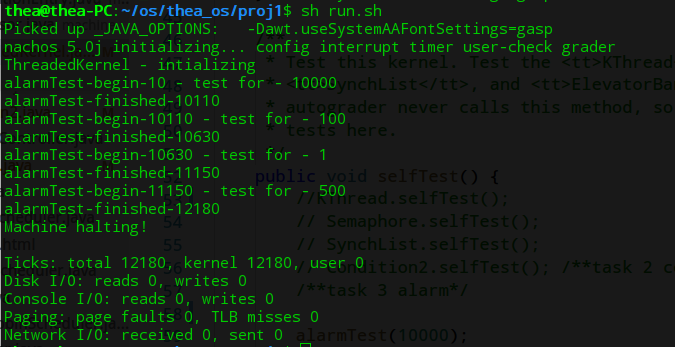 thea@thea-PC:~/os/thea_os/proj1$ sh run.sh
Picked up _JAVA_OPTIONS:   -Dawt.useSystemAAFontSettings=gasp
nachos 5.0j initializing... config interrupt timer user-check grader
ThreadedKernel - intializing
* Test this kernel. Test the <tt>KThread
alarmTest-begin-10 - test for - 10000
alarmTest-finished-10110
alarmTest-begin-10110 - test for - 100
* autograder never calls this method, so
alarmTest-finished-10630
* tests here.
alarmTest-begin-10630 - test for - 1
alarmTest-finished-11150
public void selfTest() {
alarmTest-begin-11150 - test for - 500
//KThread.selfTest();
alarmTest-finished-12180
54 // Semaphore.selfTest();
Machine halting!
55 // SynchList.selfTest();
Ticks: total 12180, kernel 12180, user 0
// condition2.selfTest(); /**task 2 co
Disk I/O: reads 0, writes 0
/**task 3 alarm*/
Console I/O: reads 0, writes 0
Paging: page faults 0, TLB misses 0
Network I/O: received 0, sent 0
alarmTest(10000);